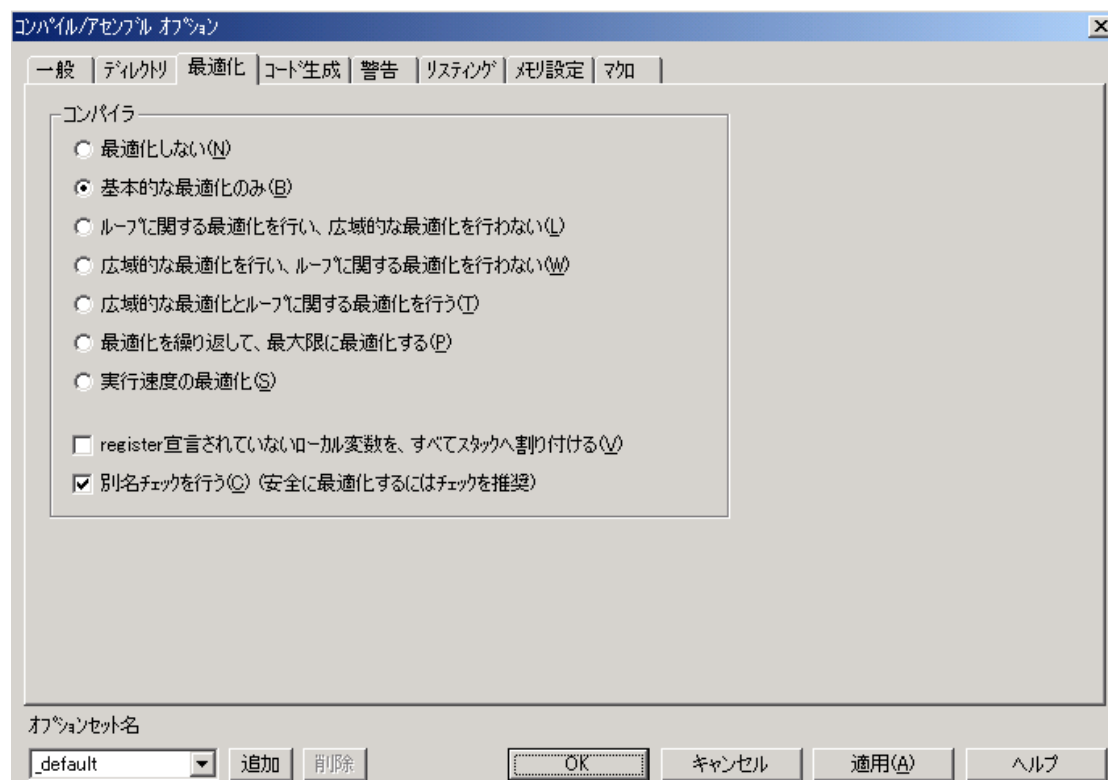 コンパイル/アセンブル オプション
一般 ディレクトリ 最適化 コード生成 警告 リスティング メモリ設定 マクロ
コンパイラ
最適化しない(N)
基本的な最適化のみ(B)
ループに関する最適化を行い、広域的な最適化を行わない(L)
広域的な最適化を行い、ループに関する最適化を行わない(W)
広域的な最適化とループに関する最適化を行う(T)
最適化を繰り返して、最大限に最適化する(P)
実行速度の最適化(S)
register宣言されていないローカル変数を、すべてスタックへ割り付ける(V)
別名チェックを行う(C) (安全に最適化するにはチェックを推奨)
オプションセット名
_default 追加 削除 OK キャンセル 適用(A) ヘルプ